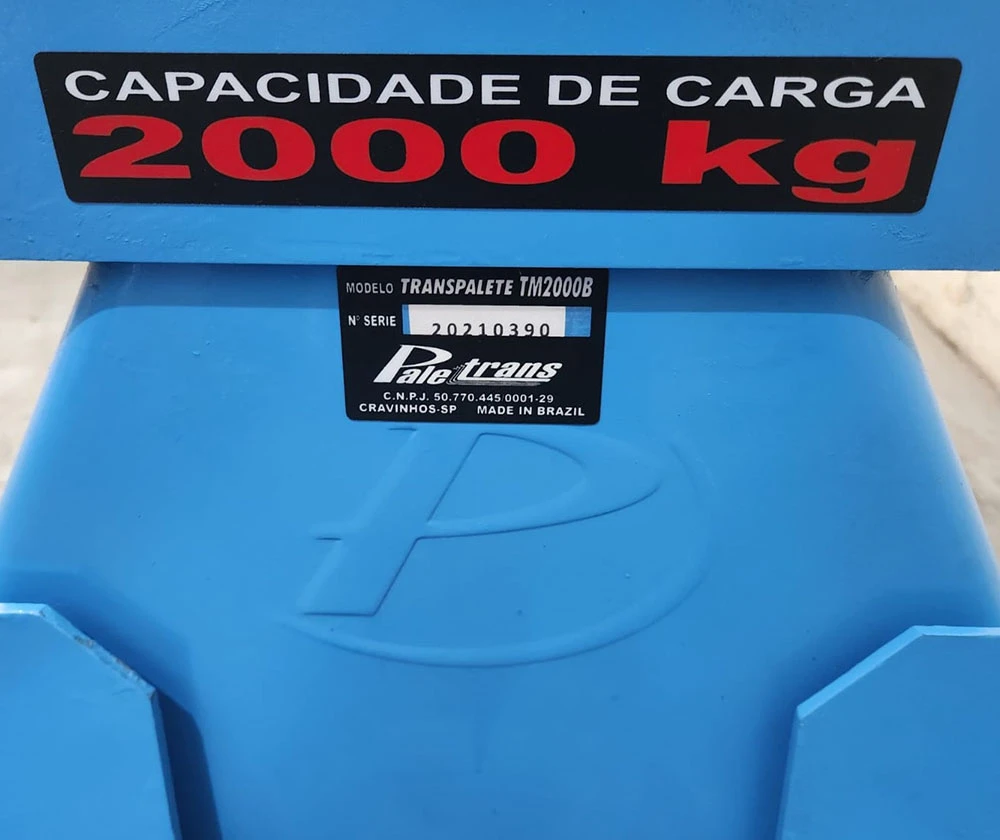 CAPACIDADE DE CARGA
2000 kg
MODELO TRANSPALETE TM2000B
Nº SERIE 20210390
Paletrans
C.N.P.J. 50.770.445/0001-29
CRAVINHOS-SP MADE IN BRAZIL
P